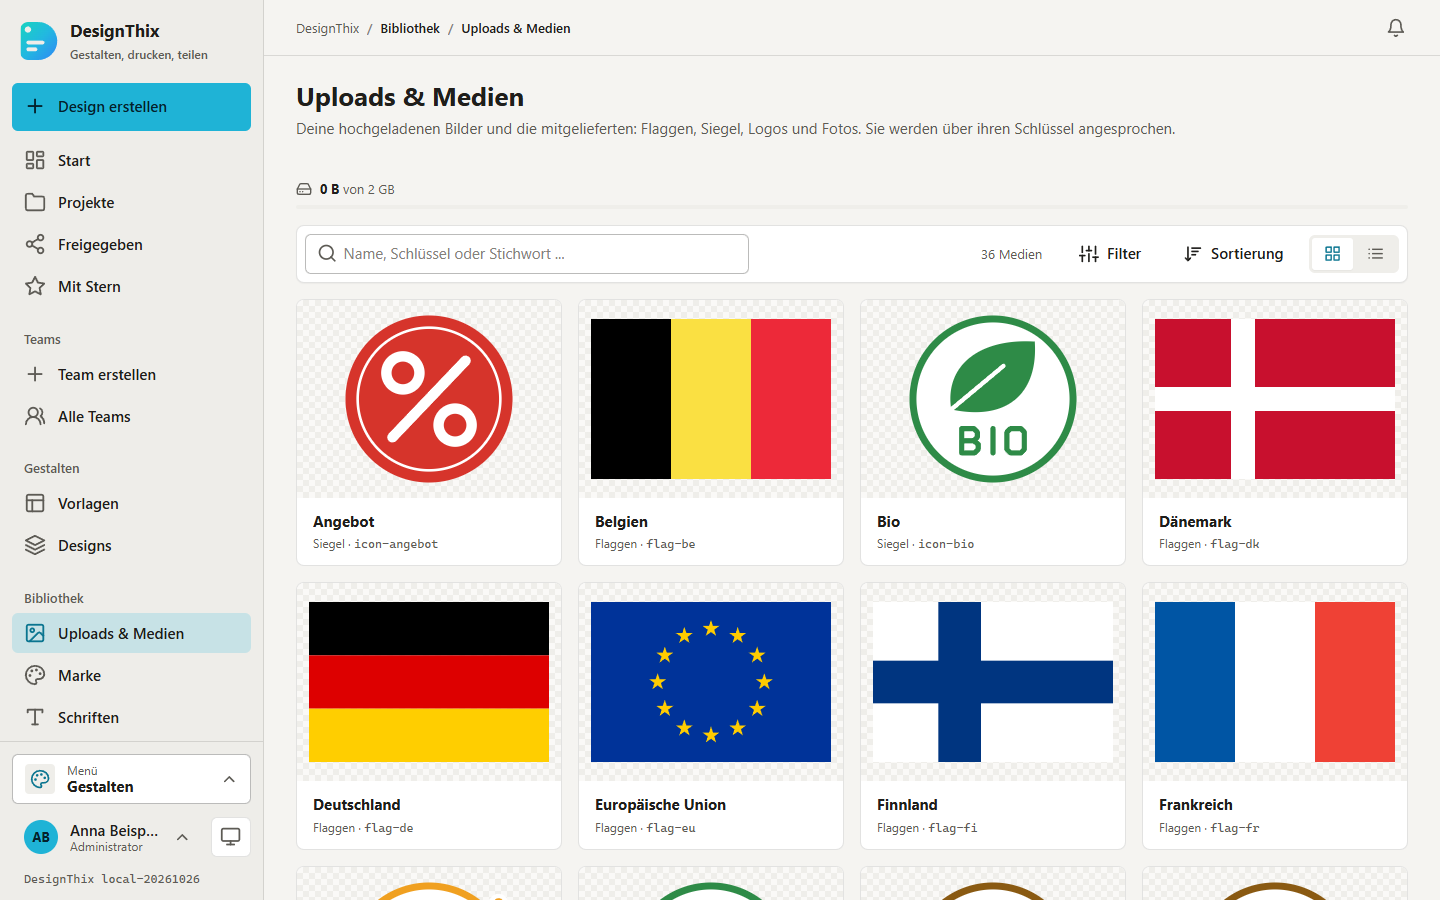 DesignThix
Gestalten, drucken, teilen
Design erstellen
Start
Projekte
Freigegeben
Mit Stern
Teams
Team erstellen
Alle Teams
Gestalten
Vorlagen
Designs
Bibliothek
Uploads & Medien
Marke
Schriften
Menü
Gestalten
AB
Anna Beisp...
Administrator
DesignThix local-20261026
DesignThix / Bibliothek / Uploads & Medien
Uploads & Medien
Deine hochgeladenen Bilder und die mitgelieferten: Flaggen, Siegel, Logos und Fotos. Sie werden über ihren Schlüssel angesprochen.
0 B von 2 GB
Name, Schlüssel oder Stichwort ...
36 Medien
Filter
Sortierung
%
Angebot
Siegel · icon-angebot
Belgien
Flaggen · flag-be
BIO
Bio
Siegel · icon-bio
Dänemark
Flaggen · flag-dk
Deutschland
Flaggen · flag-de
Europäische Union
Flaggen · flag-eu
Finnland
Flaggen · flag-fi
Frankreich
Flaggen · flag-fr